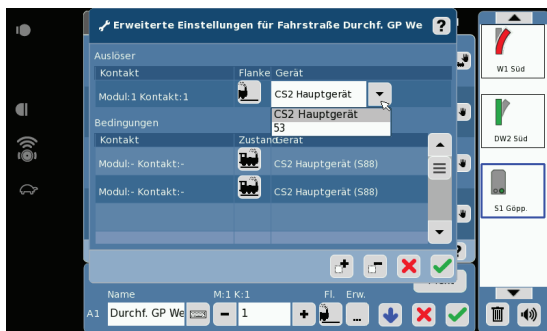 Erweiterte Einstellungen für Fahrstraße Durchf. GP We ?
Auslöser
Kontakt Flanke Gerät
Modul:1 Kontakt:1 CS2 Hauptgerät
CS2 Hauptgerät
53
Bedingungen
Kontakt Zustand Gerät
Modul:- Kontakt:- CS2 Hauptgerät (S88)
Modul:- Kontakt:- CS2 Hauptgerät (S88)
Name M:1 K:1 Fl. Erw.
A1 Durchf. GP We 1 ...
W1 Süd
DW2 Süd
S1 Göpp.